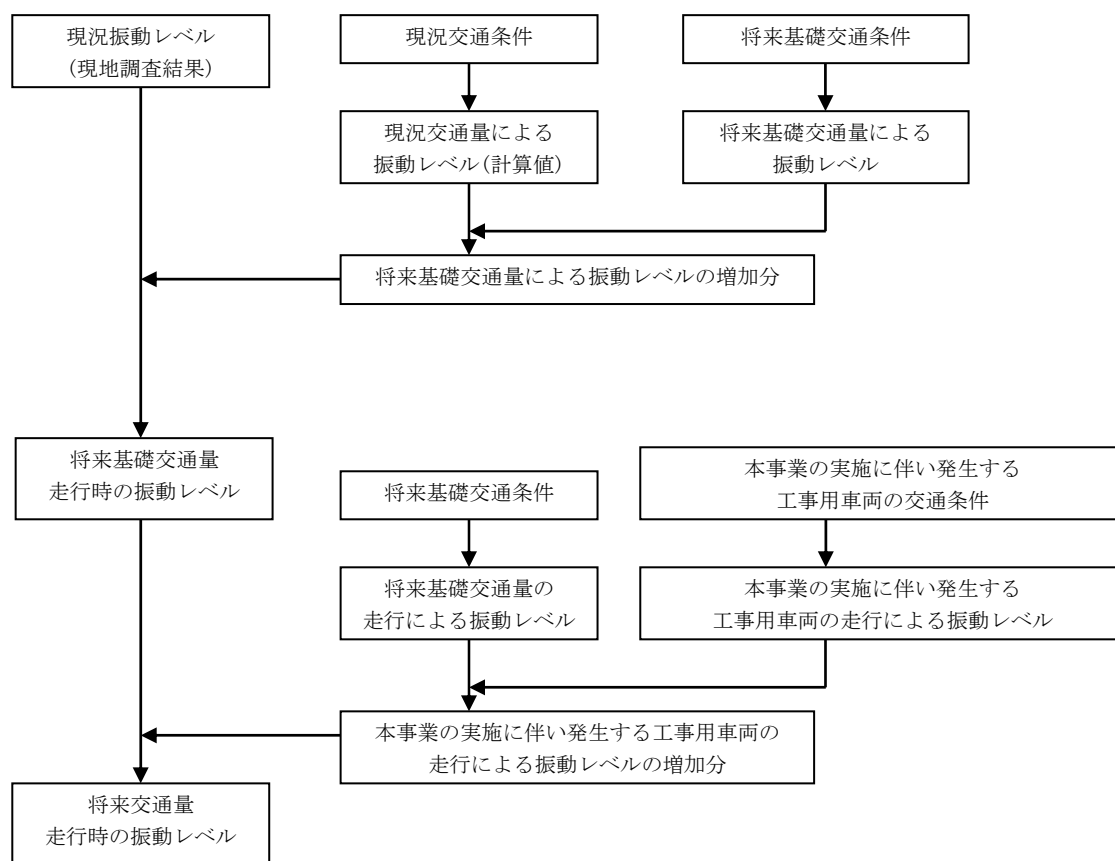 現況振動レベル
(現地調査結果)
現況交通条件
将来基礎交通条件
現況交通量による
振動レベル(計算値)
将来基礎交通量による
振動レベル
将来基礎交通量による振動レベルの増加分
将来基礎交通量
走行時の振動レベル
将来基礎交通条件
本事業の実施に伴い発生する
工事用車両の交通条件
将来基礎交通量の
走行による振動レベル
本事業の実施に伴い発生する
工事用車両の走行による振動レベル
本事業の実施に伴い発生する工事用車両の
走行による振動レベルの増加分
将来交通量
走行時の振動レベル